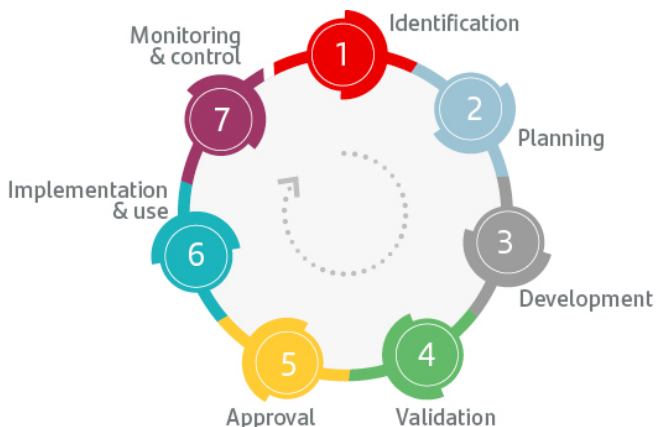 1
Identification
2
Planning
3
Development
4
Validation
5
Approval
6
Implementation
& use
7
Monitoring
& control